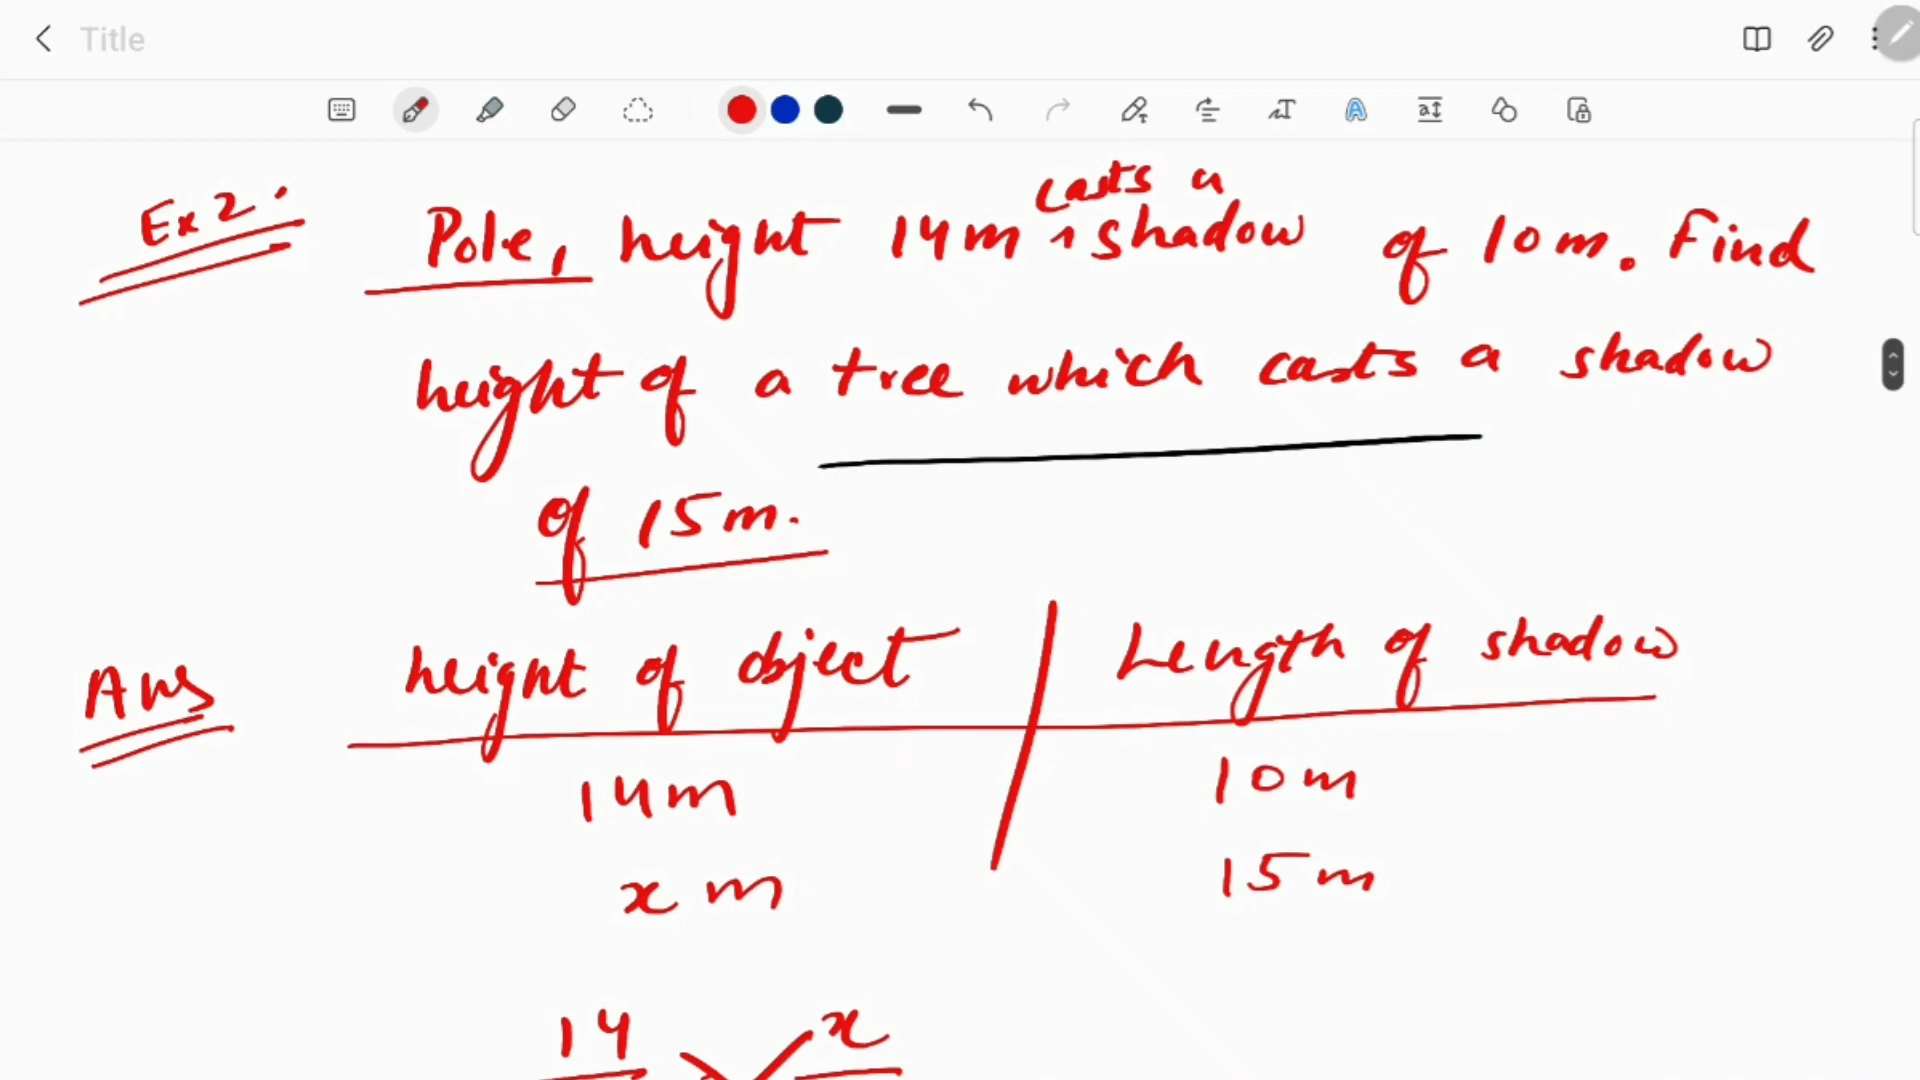 Title
casts a
Ex 2: Pole, height 14m ^ shadow of 10m. Find
height of a tree which casts a shadow
of 15m.
Ans height of object Length of shadow
14m 10m
x m 15m
14 x